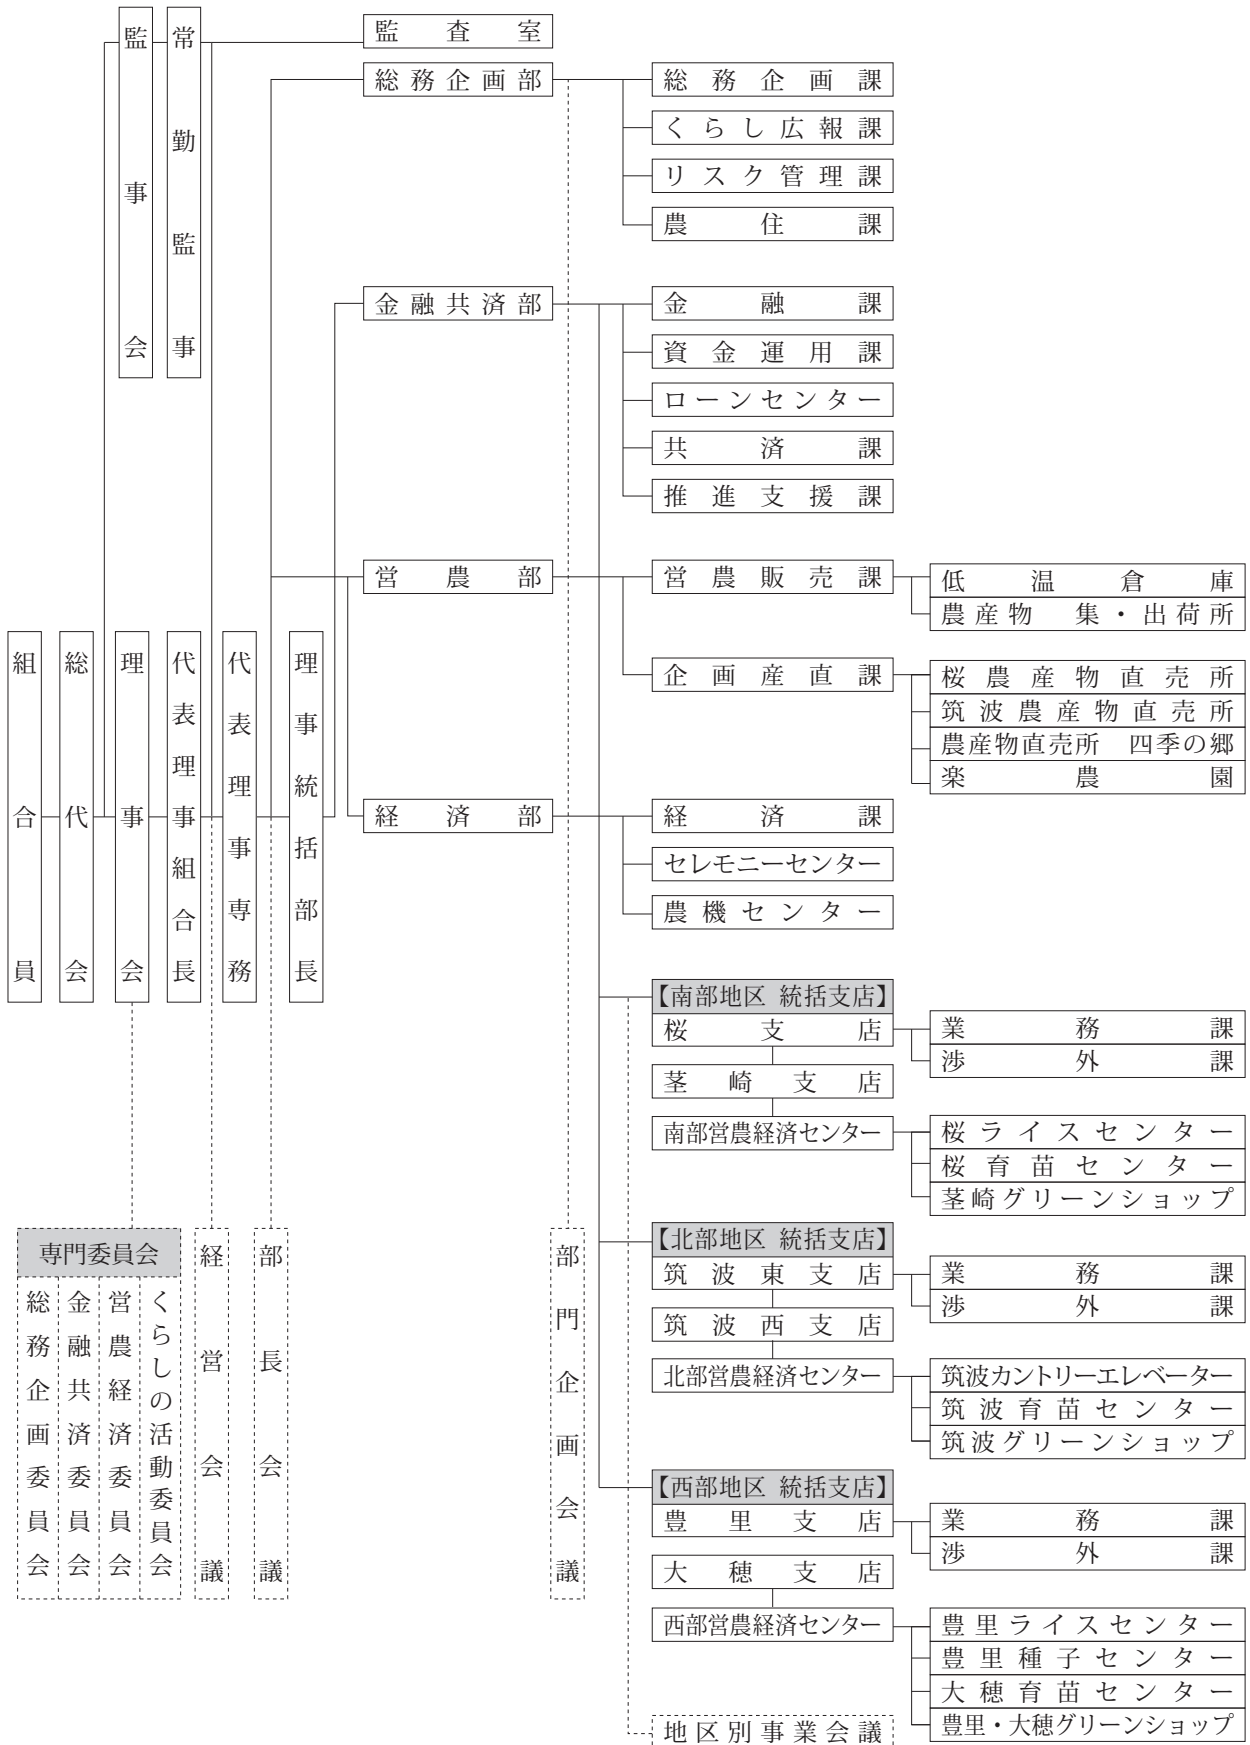 監事会
常勤監事
監査室
総務企画部
総務企画課
くらし広報課
リスク管理課
農住課
金融共済部
金融課
資金運用課
ローンセンター
共済課
推進支援課
営農部
営農販売課
低温倉庫
農産物 集・出荷所
企画産直課
桜農産物直売所
筑波農産物直売所
農産物直売所 四季の郷
楽農園
組合員
総代会
理事会
代表理事組合長
代表理事専務
理事統括部長
経済部
経済課
セレモニーセンター
農機センター
【南部地区 統括支店】
桜支店
業務課
渉外課
茎崎支店
南部営農経済センター
桜ライスセンター
桜育苗センター
茎崎グリーンショップ
【北部地区 統括支店】
筑波東支店
業務課
渉外課
筑波西支店
北部営農経済センター
筑波カントリーエレベーター
筑波育苗センター
筑波グリーンショップ
【西部地区 統括支店】
豊里支店
業務課
渉外課
大穂支店
西部営農経済センター
豊里ライスセンター
豊里種子センター
大穂育苗センター
豊里・大穂グリーンショップ
専門委員会
総務企画委員会
金融共済委員会
営農経済委員会
くらしの活動委員会
経営会議
部長会議
部門企画会議
地区別事業会議